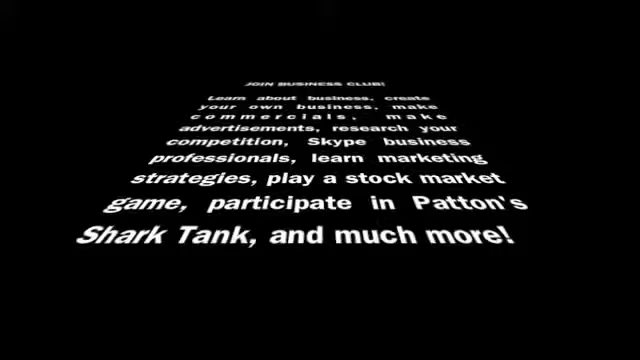 JOIN BUSINESS CLUB!
Learn about business, create
your own business, make
commercials, make
advertisements, research your
competition, Skype business
professionals, learn marketing
strategies, play a stock market
game, participate in Patton's
Shark Tank, and much more!